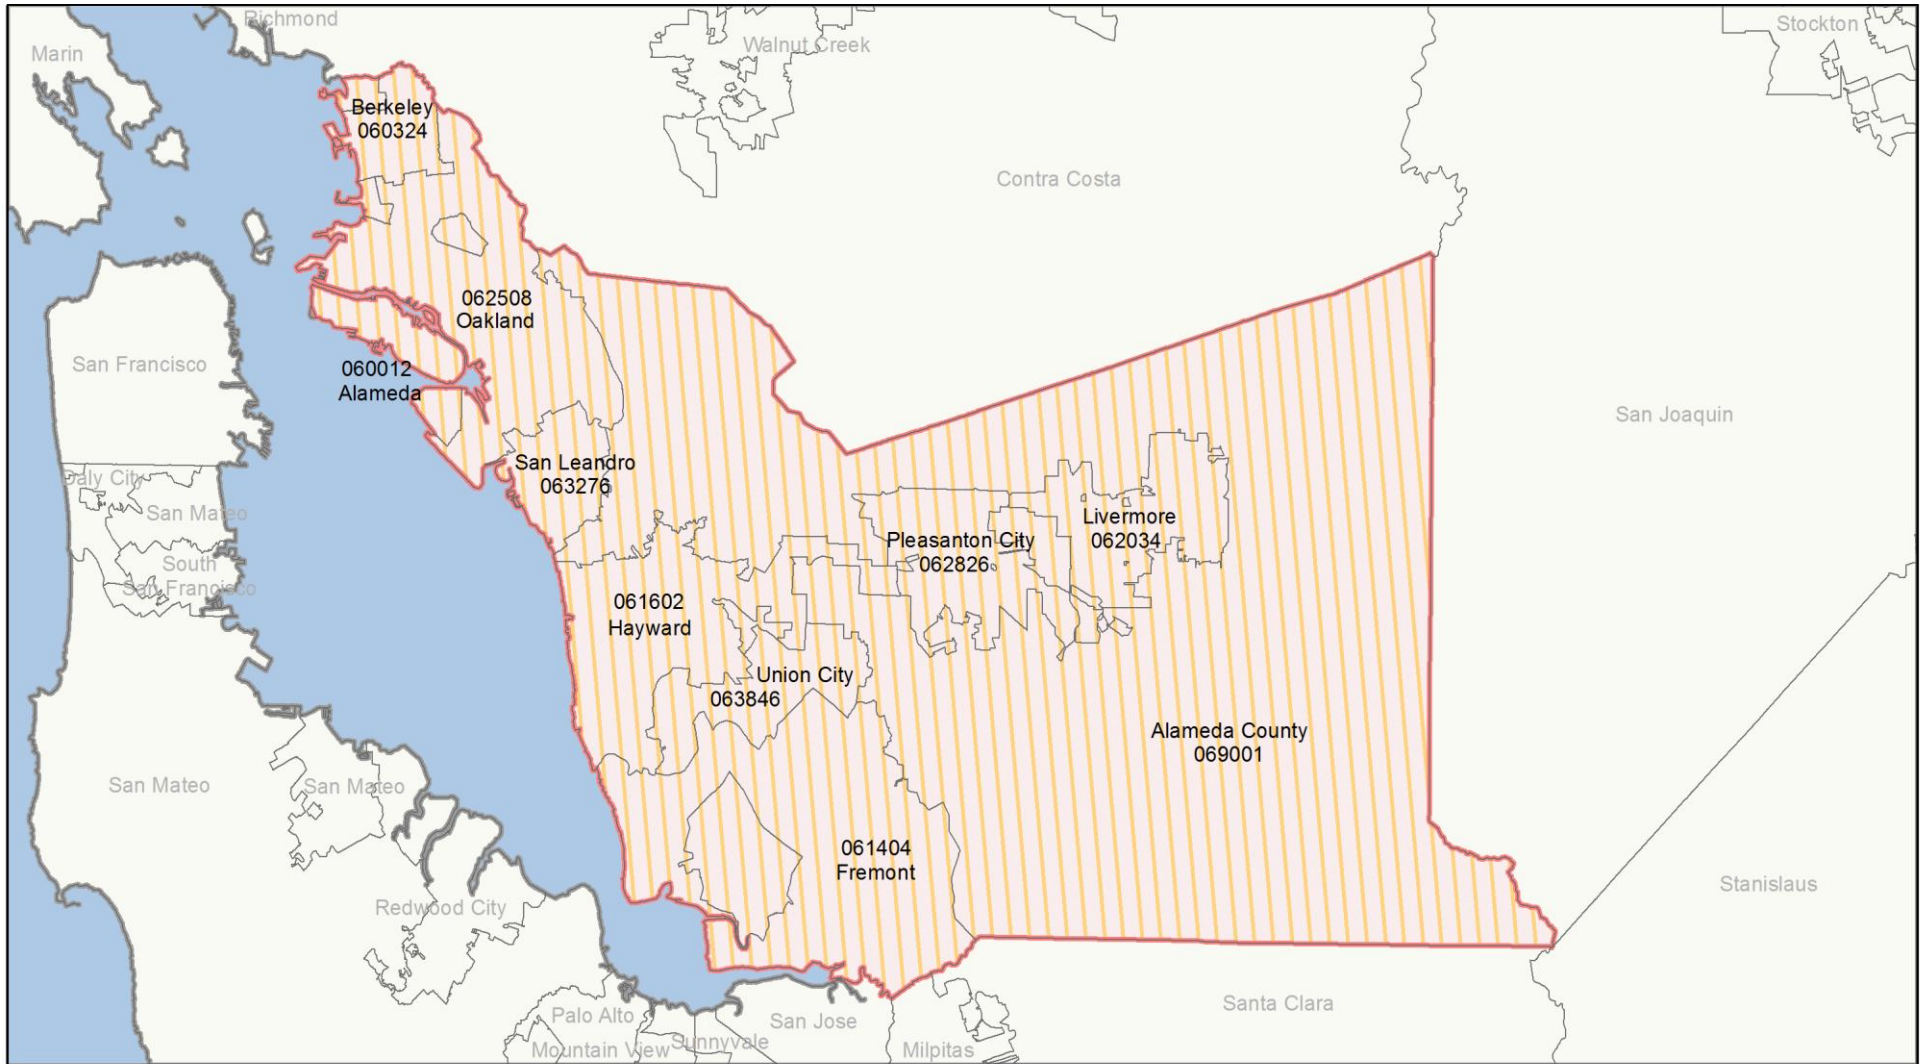 Richmond
Stockton
Marin
Walnut Creek
Berkeley
060324
Contra Costa
062508
Oakland
San Francisco
060012
Alameda
San Joaquin
San Leandro
063276
Daly City
San Mateo
Livermore
062034
Pleasanton City
062826
South
San Francisco
061602
Hayward
Union City
063846
Alameda County
069001
San Mateo
San Mateo
061404
Fremont
Stanislaus
Redwood City
Santa Clara
Palo Alto
San Jose
Sunnyvale
Mountain View
Milpitas